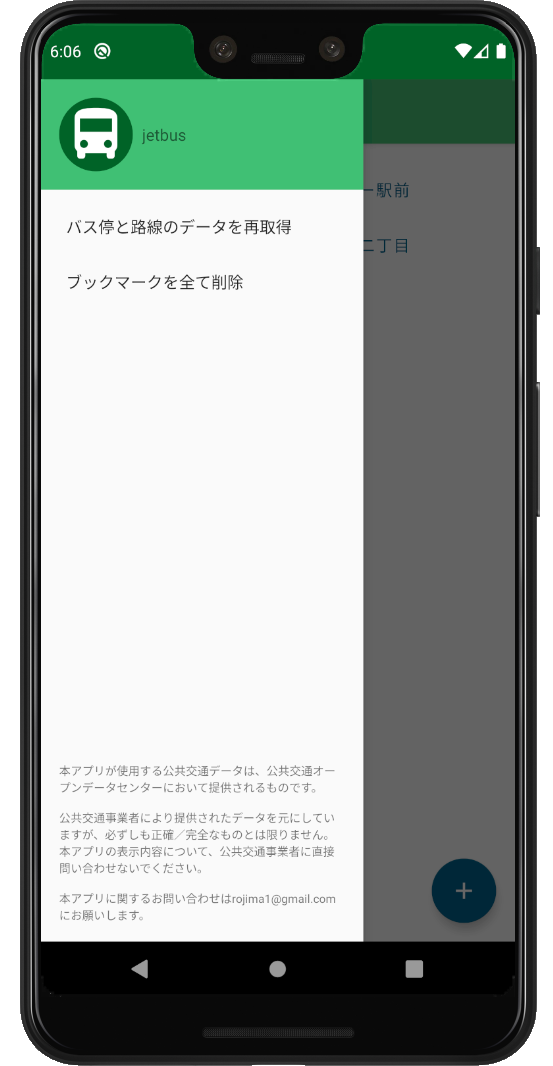 6:06
jetbus
バス停と路線のデータを再取得
ブックマークを全て削除
ー駅前
二丁目
本アプリが使用する公共交通データは、公共交通オー
プンデータセンターにおいて提供されるものです。
公共交通事業者により提供されたデータを元にしてい
ますが、必ずしも正確／完全なものとは限りません。
本アプリの表示内容について、公共交通事業者に直接
問い合わせないでください。
本アプリに関するお問い合わせはrojima1@gmail.com
にお願いします。